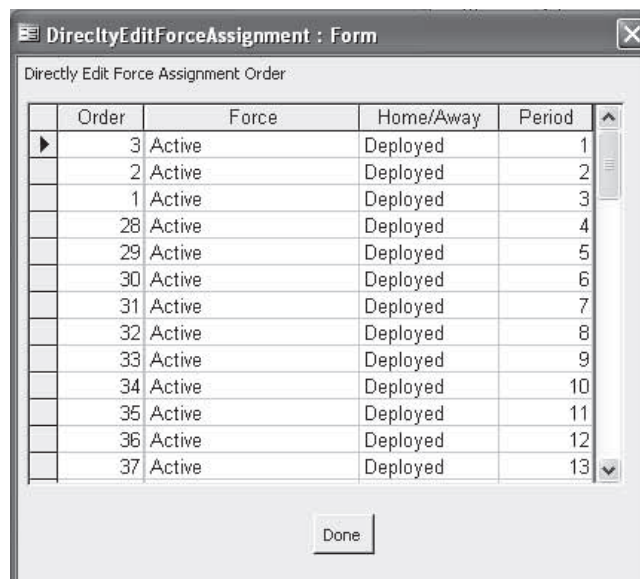 DirecltyEditForceAssignment : Form
Directly Edit Force Assignment Order
Order Force Home/Away Period
3 Active Deployed 1
2 Active Deployed 2
1 Active Deployed 3
28 Active Deployed 4
29 Active Deployed 5
30 Active Deployed 6
31 Active Deployed 7
32 Active Deployed 8
33 Active Deployed 9
34 Active Deployed 10
35 Active Deployed 11
36 Active Deployed 12
37 Active Deployed 13
Done